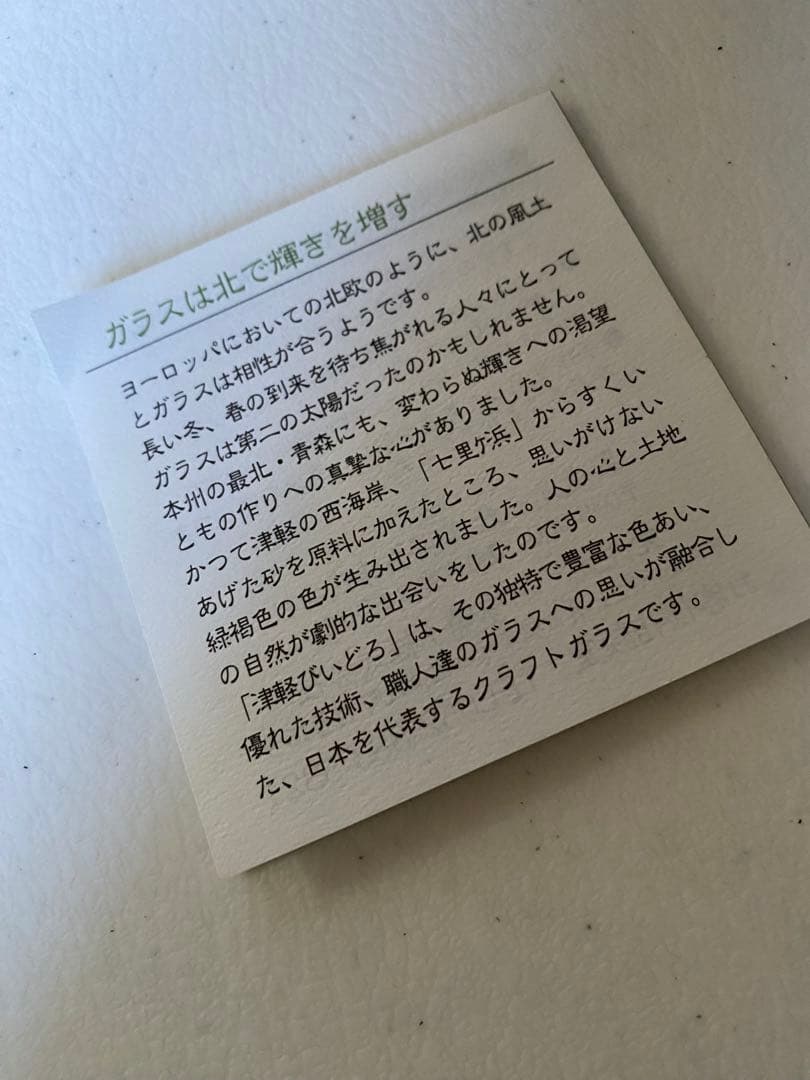 ガラスは北で輝きを増す
ヨーロッパにおいての北欧のように、北の風土
とガラスは相性が合うようです。
長い冬、春の到来を待ち焦がれる人々にとって
ガラスは第二の太陽だったのかもしれません。
本州の最北・青森にも、変わらぬ輝きへの渇望
ともの作りへの真摯な心がありました。
かつて津軽の西海岸、「七里ケ浜」からすくい
あげた砂を原料に加えたところ、思いがけない
緑褐色の色が生み出されました。人の心と土地
の自然が劇的な出会いをしたのです。
「津軽びいどろ」は、その独特で豊富な色あい、
優れた技術、職人達のガラスへの思いが融合し
た、日本を代表するクラフトガラスです。